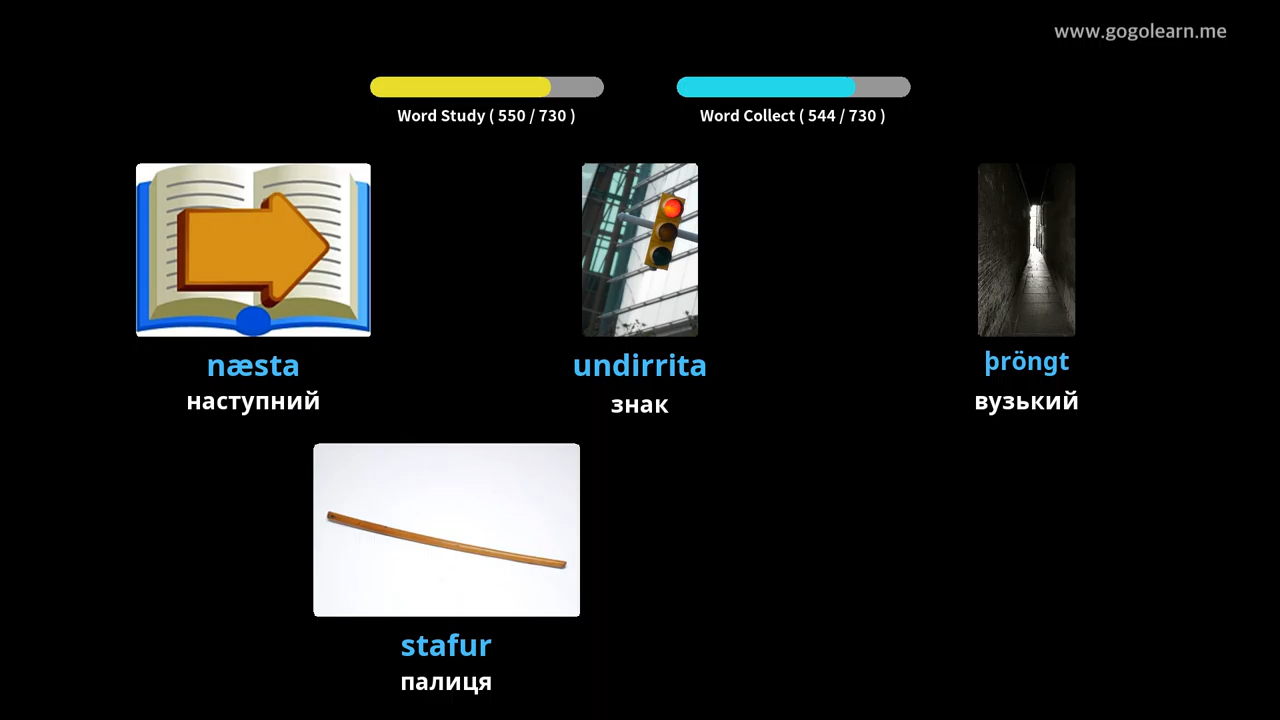 www.gogolearn.me
Word Study ( 550 / 730 )
Word Collect ( 544 / 730 )
næsta
наступний
undirrita
знак
þröngt
вузький
stafur
палиця